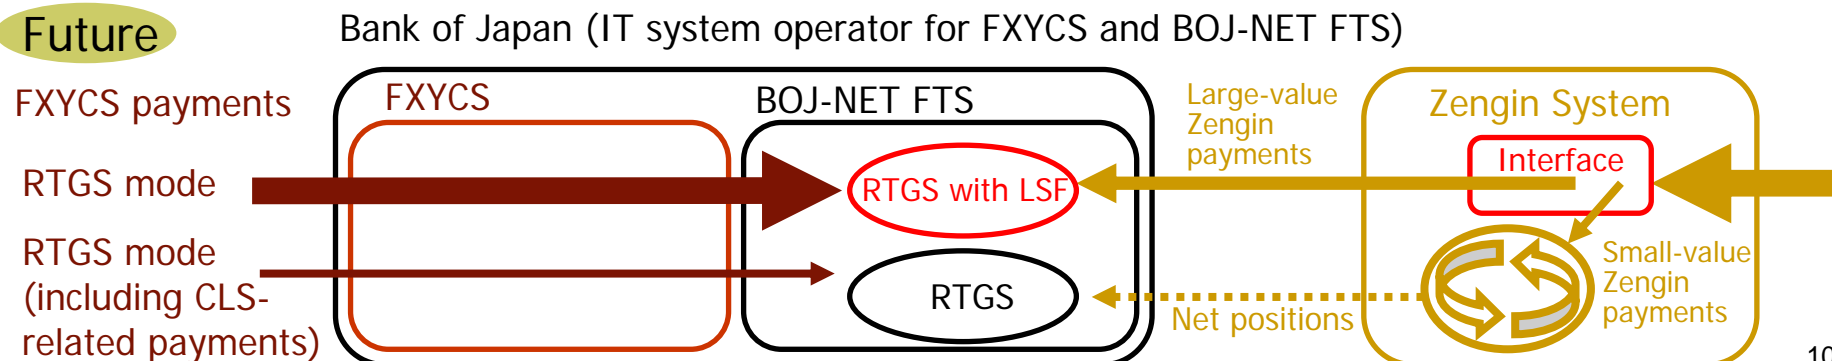 Future
Bank of Japan (IT system operator for FXYCS and BOJ-NET FTS)
FXYCS payments
FXYCS
BOJ-NET FTS
Large-value
Zengin
payments
Zengin System
Interface
RTGS mode
RTGS with LSF
RTGS mode
(including CLS-
related payments)
RTGS
Net positions
Small-value
Zengin
payments
10